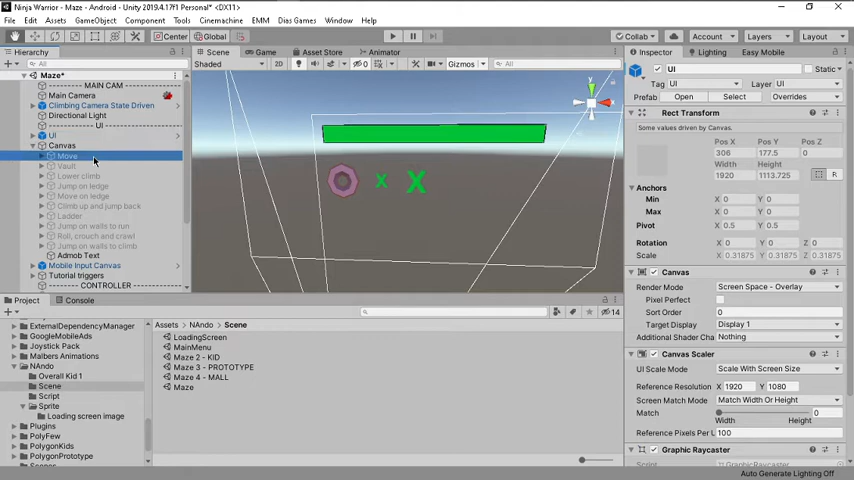 Ninja Warrior - Maze - Android - Unity 2019.4.17f1 Personal* <DX11>
File Edit Assets GameObject Component Tools Cinemachine EMM Dias Games Window Help
Center Global Collab Account Layers Layout
Hierarchy Scene Game Asset Store Animator Inspector Lighting Easy Mobile
All
Shaded 2D 0 Gizmos All
UI Static
Tag UI Layer UI
Prefab Open Select Overrides
Maze*
MAIN CAM
Main Camera
Climbing Camera State Driven
Directional Light
UI
UI
Canvas
Move
Vault
Lower climb
Jump on ledge
Move on ledge
Climb up and jump back
Ladder
Jump on walls to run
Roll, crouch and crawl
Jump on walls to climb
Admob Text
Mobile Input Canvas
Tutorial triggers
CONTROLLER
y
X X
Rect Transform
Some values driven by Canvas.
Pos X Pos Y Pos Z
306 177.5 0
Width Height
1920 1113.725
R
Anchors
Min X 0 Y 0
Max X 0 Y 0
Pivot X 0.5 Y 0.5
Rotation X 0 Y 0 Z 0
Scale X 0.31875 Y 0.31875 Z 0.31875
Canvas
Render Mode Screen Space - Overlay
Pixel Perfect
Sort Order 0
Target Display Display 1
Additional Shader Cha Nothing
Canvas Scaler
UI Scale Mode Scale With Screen Size
Reference Resolution X 1920 Y 1080
Screen Match Mode Match Width Or Height
Match 0
Width Height
Reference Pixels Per U 100
Graphic Raycaster
Script GraphicRaycaster
Auto Generate Lighting Off
Project Console
14
ExternalDependencyManager
GoogleMobileAds
Joystick Pack
Malbers Animations
NAndo
Overall Kid 1
Scene
Script
Sprite
Loading screen image
Plugins
PolyFew
PolygonKids
PolygonPrototype
Scenes
Assets > NAndo > Scene
LoadingScreen
MainMenu
Maze 2 - KID
Maze 3 - PROTOTYPE
Maze 4 - MALL
Maze